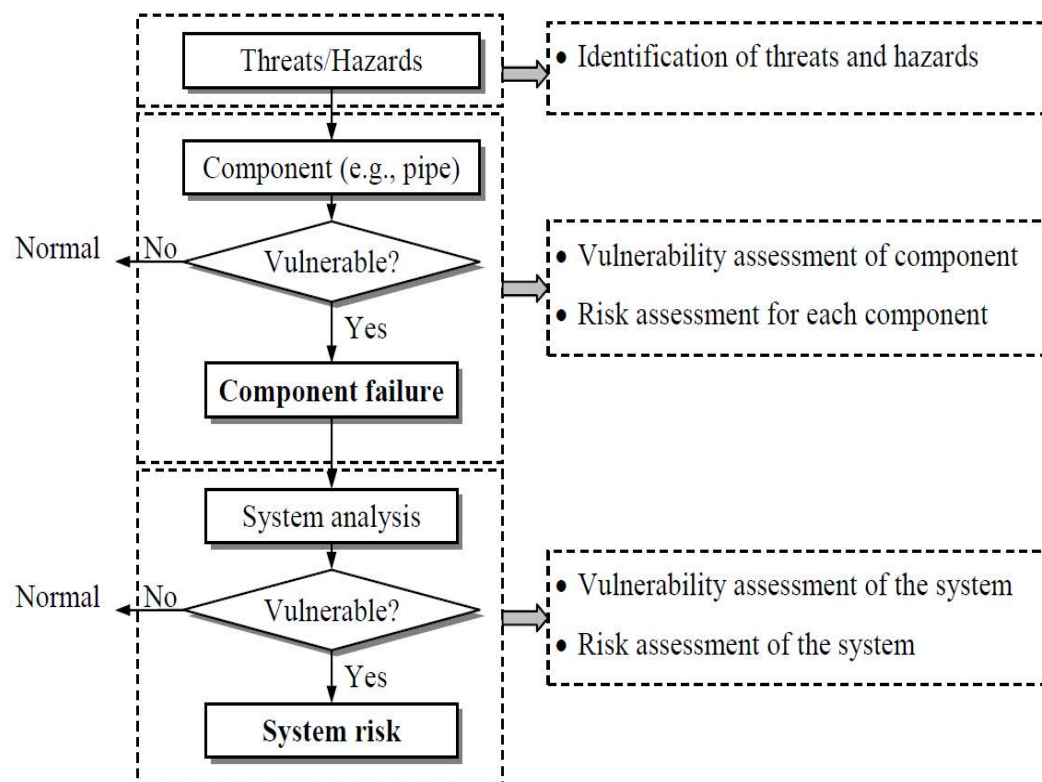 Threats/Hazards
• Identification of threats and hazards
Component (e.g., pipe)
Normal
No
Vulnerable?
• Vulnerability assessment of component
• Risk assessment for each component
Yes
Component failure
System analysis
Normal
No
Vulnerable?
• Vulnerability assessment of the system
• Risk assessment of the system
Yes
System risk